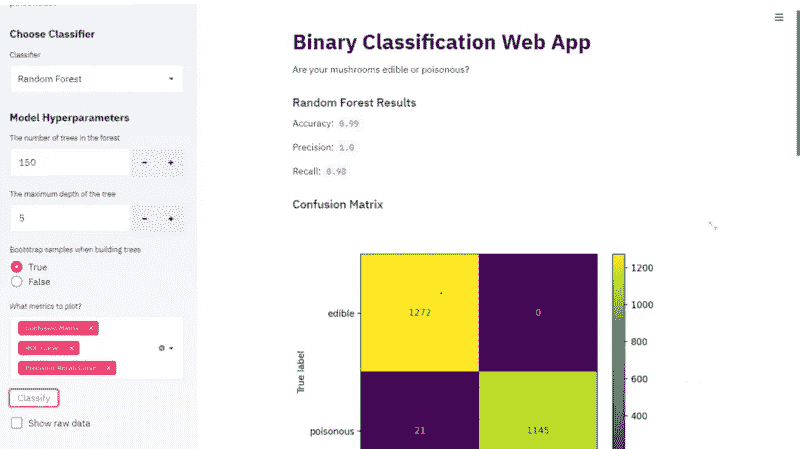 Choose Classifier
Classifier
Random Forest
Model Hyperparameters
The number of trees in the forest
150
The maximum depth of the tree
5
Bootstrap samples when building trees
True
False
What metrics to plot?
Confusion Matrix
ROC Curve
Precision-Recall Curve
Classify
Show raw data
Binary Classification Web App
Are your mushrooms edible or poisonous?
Random Forest Results
Accuracy: 0.99
Precision: 1.0
Recall: 0.98
Confusion Matrix
edible
1272
0
poisonous
21
1145
True label
1200
1000
800
600
400